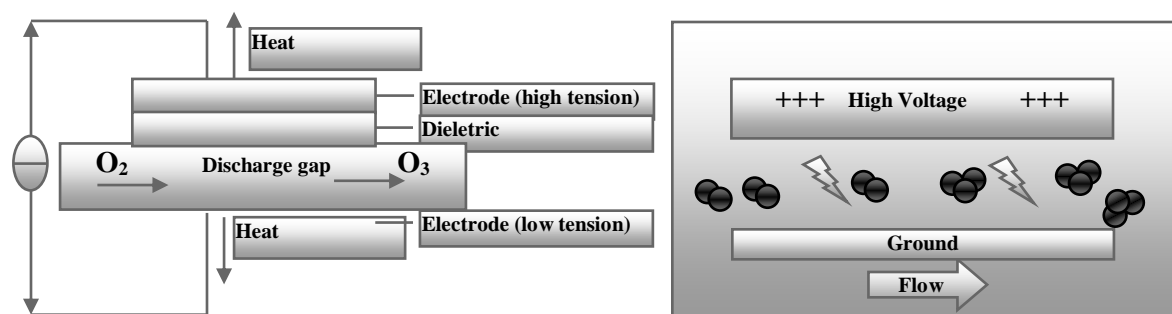 Heat
Electrode (high tension)
Dieletric
O2 Discharge gap O3
Electrode (low tension)
Heat
+++ High Voltage +++
Ground
Flow